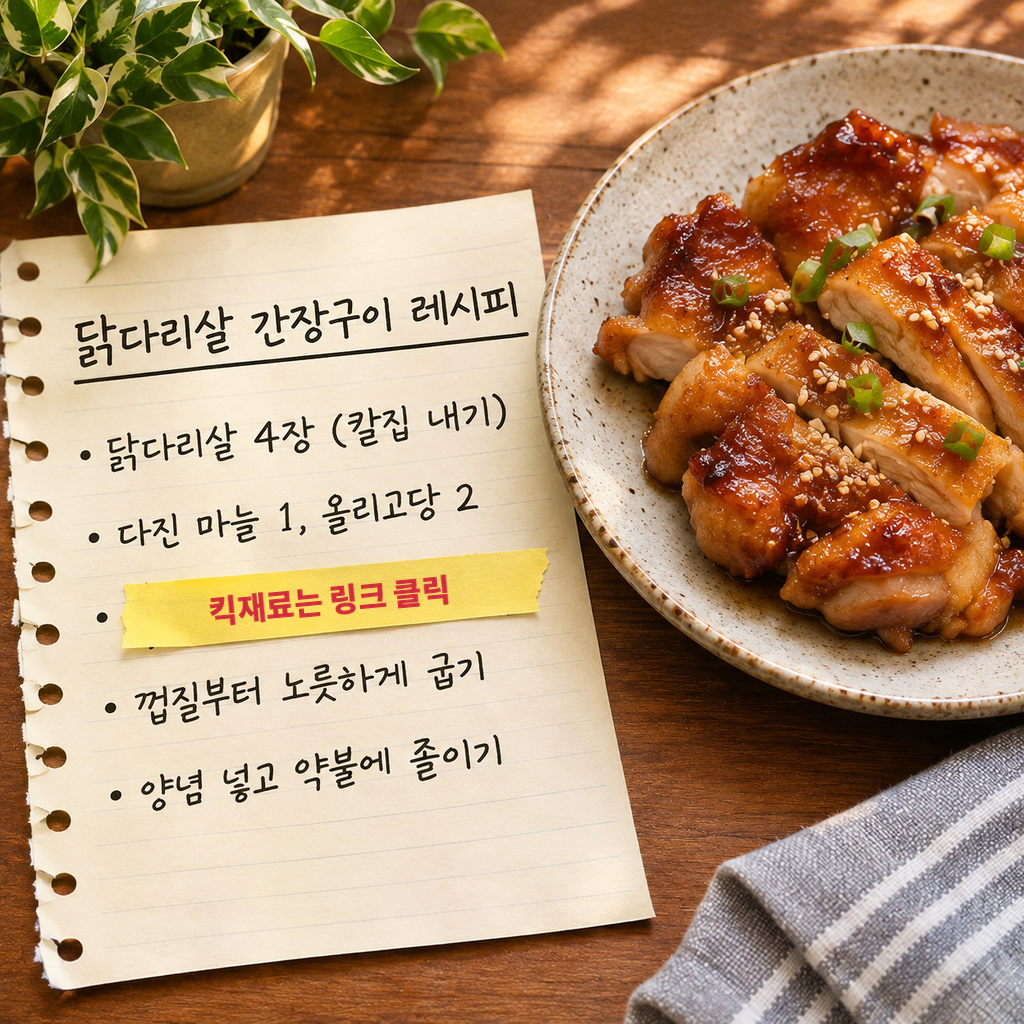 닭다리살 간장구이 레시피
• 닭다리살 4장 (칼집 내기)
• 다진 마늘 1, 올리고당 2
• 킥재료는 링크 클릭
• 껍질부터 노릇하게 굽기
• 양념 넣고 약불에 졸이기